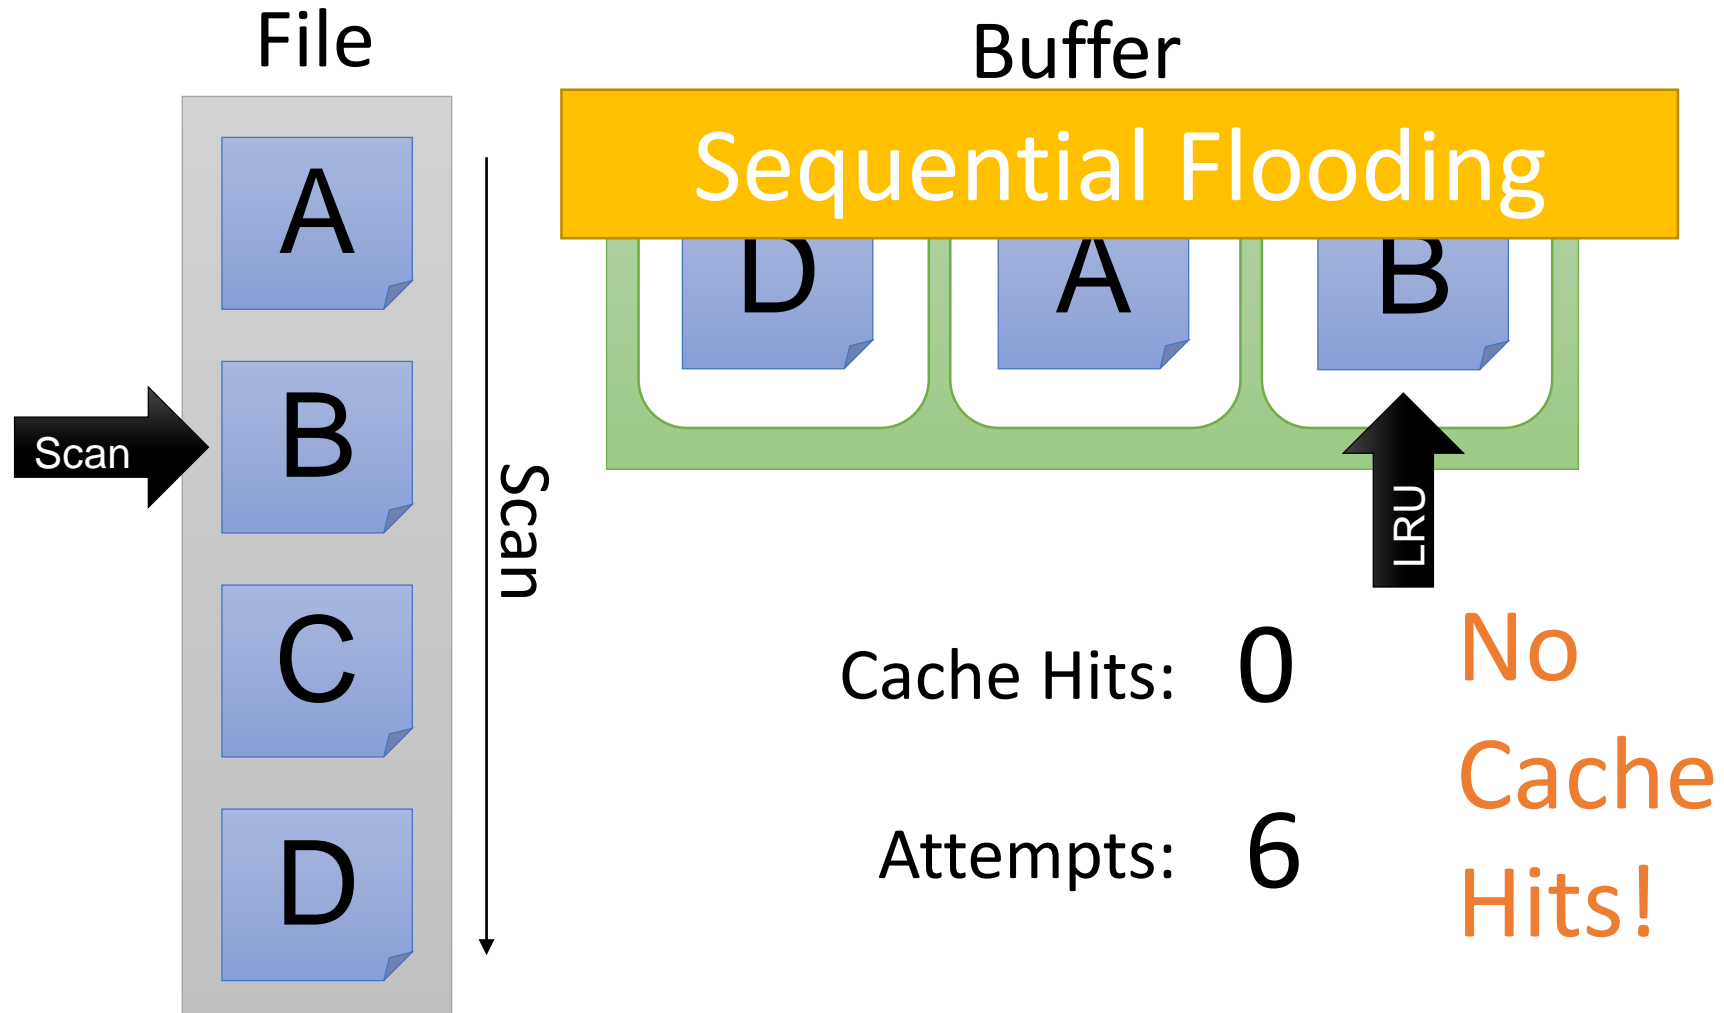 File
Buffer
Sequential Flooding
A
D
A
B
Scan
B
Scan
LRU
C
Cache Hits: 0
No
Cache
Hits!
D
Attempts: 6